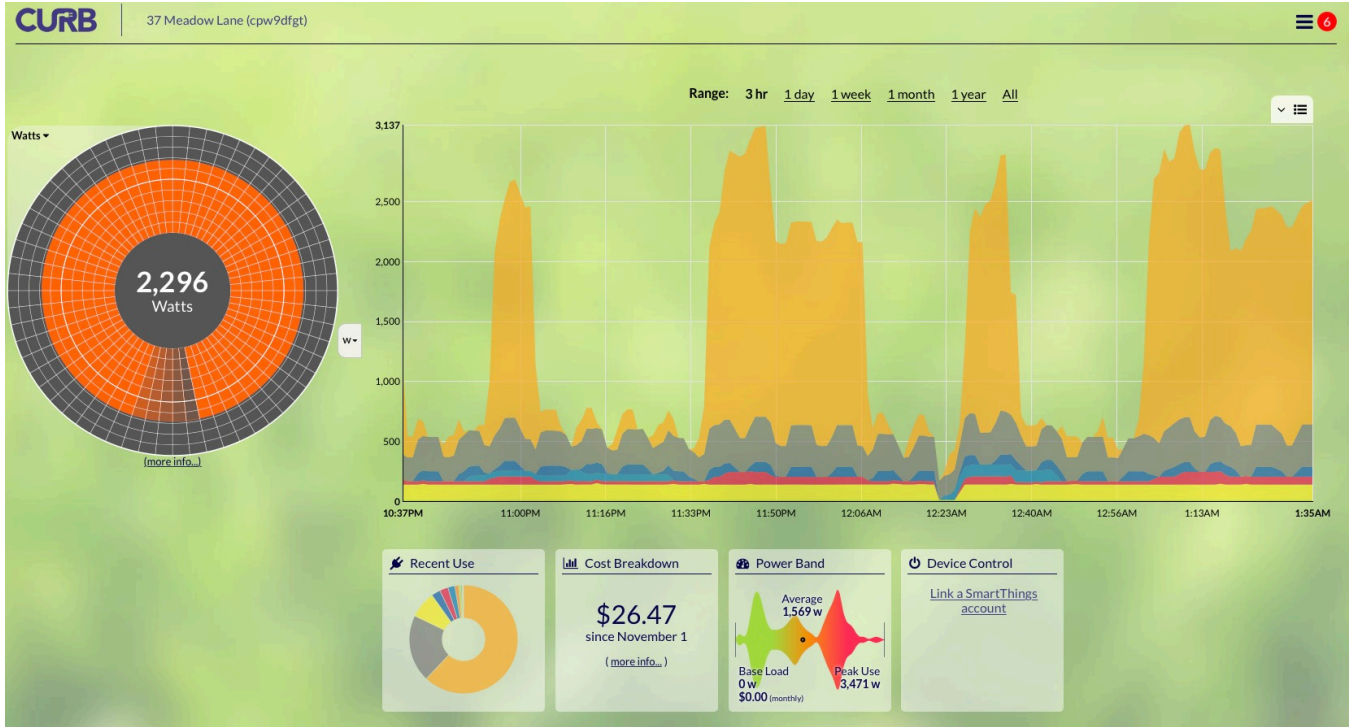 CURB
37 Meadow Lane (cpw9dfgt)
6
Range: 3 hr 1 day 1 week 1 month 1 year All
Watts
2,296
Watts
W
(more info...)
3,137
2,500
2,000
1,500
1,000
500
0
10:37PM 11:00PM 11:16PM 11:33PM 11:50PM 12:06AM 12:23AM 12:40AM 12:56AM 1:13AM 1:35AM
Recent Use
Cost Breakdown
$26.47
since November 1
(more info... )
Power Band
Average
1,569 w
Base Load
0 w
$0.00 (monthly)
Peak Use
3,471 w
Device Control
Link a SmartThings
account